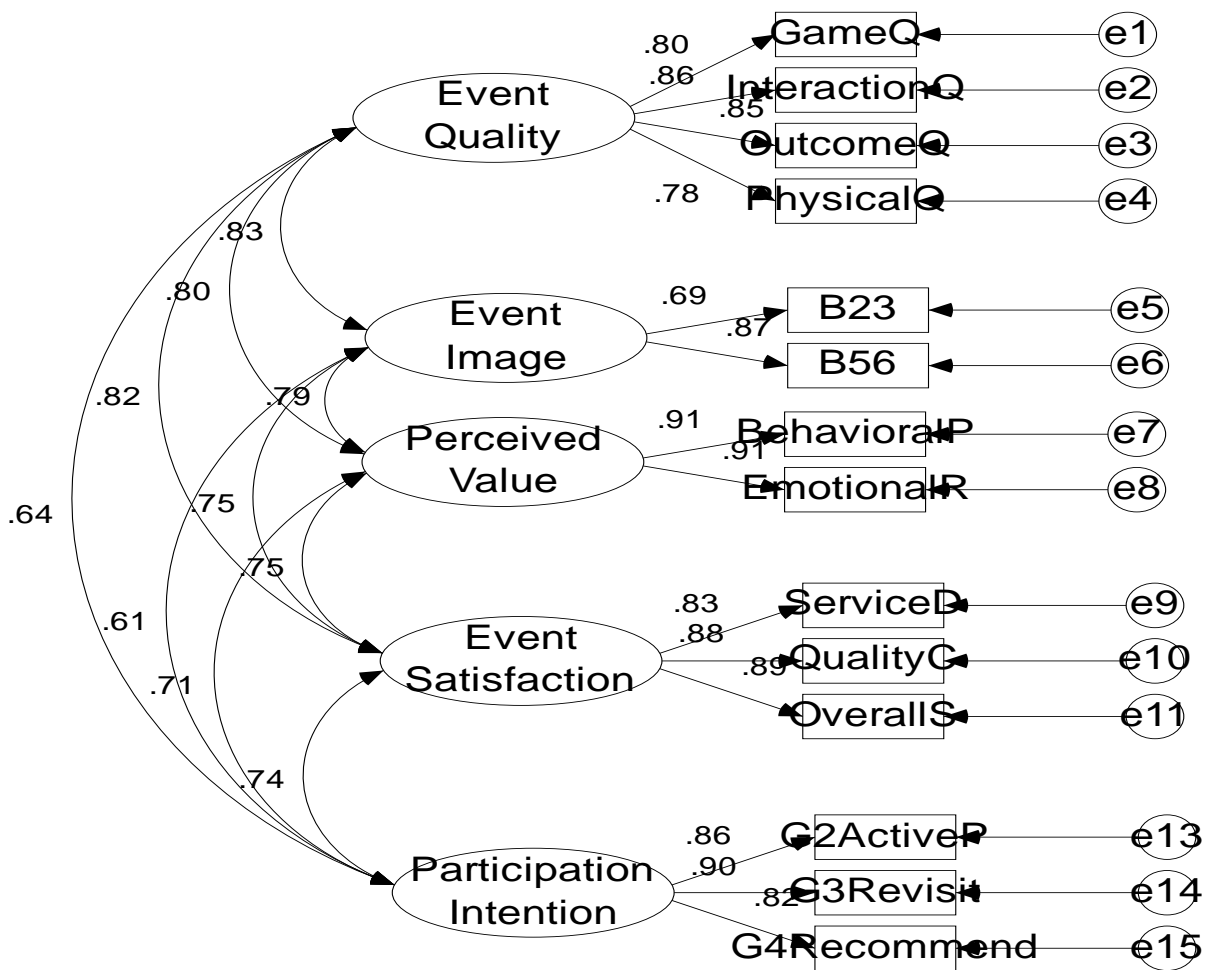 .80
GameQ
e1
.86
InteractionQ
e2
Event
Quality
.85
OutcomeQ
e3
.78
PhysicalQ
e4
.83
.80
.69
B23
e5
Event
Image
.87
B56
e6
.82
.79
.91
BehavioralP
e7
Perceived
Value
.91
EmotionalR
e8
.64
.75
.75
.83
ServiceD
e9
.61
Event
Satisfaction
.88
QualityC
e10
.89
.71
OverallS
e11
.74
.86
G2ActiveP
e13
Participation
Intention
.90
G3Revisit
e14
.82
G4Recommend
e15